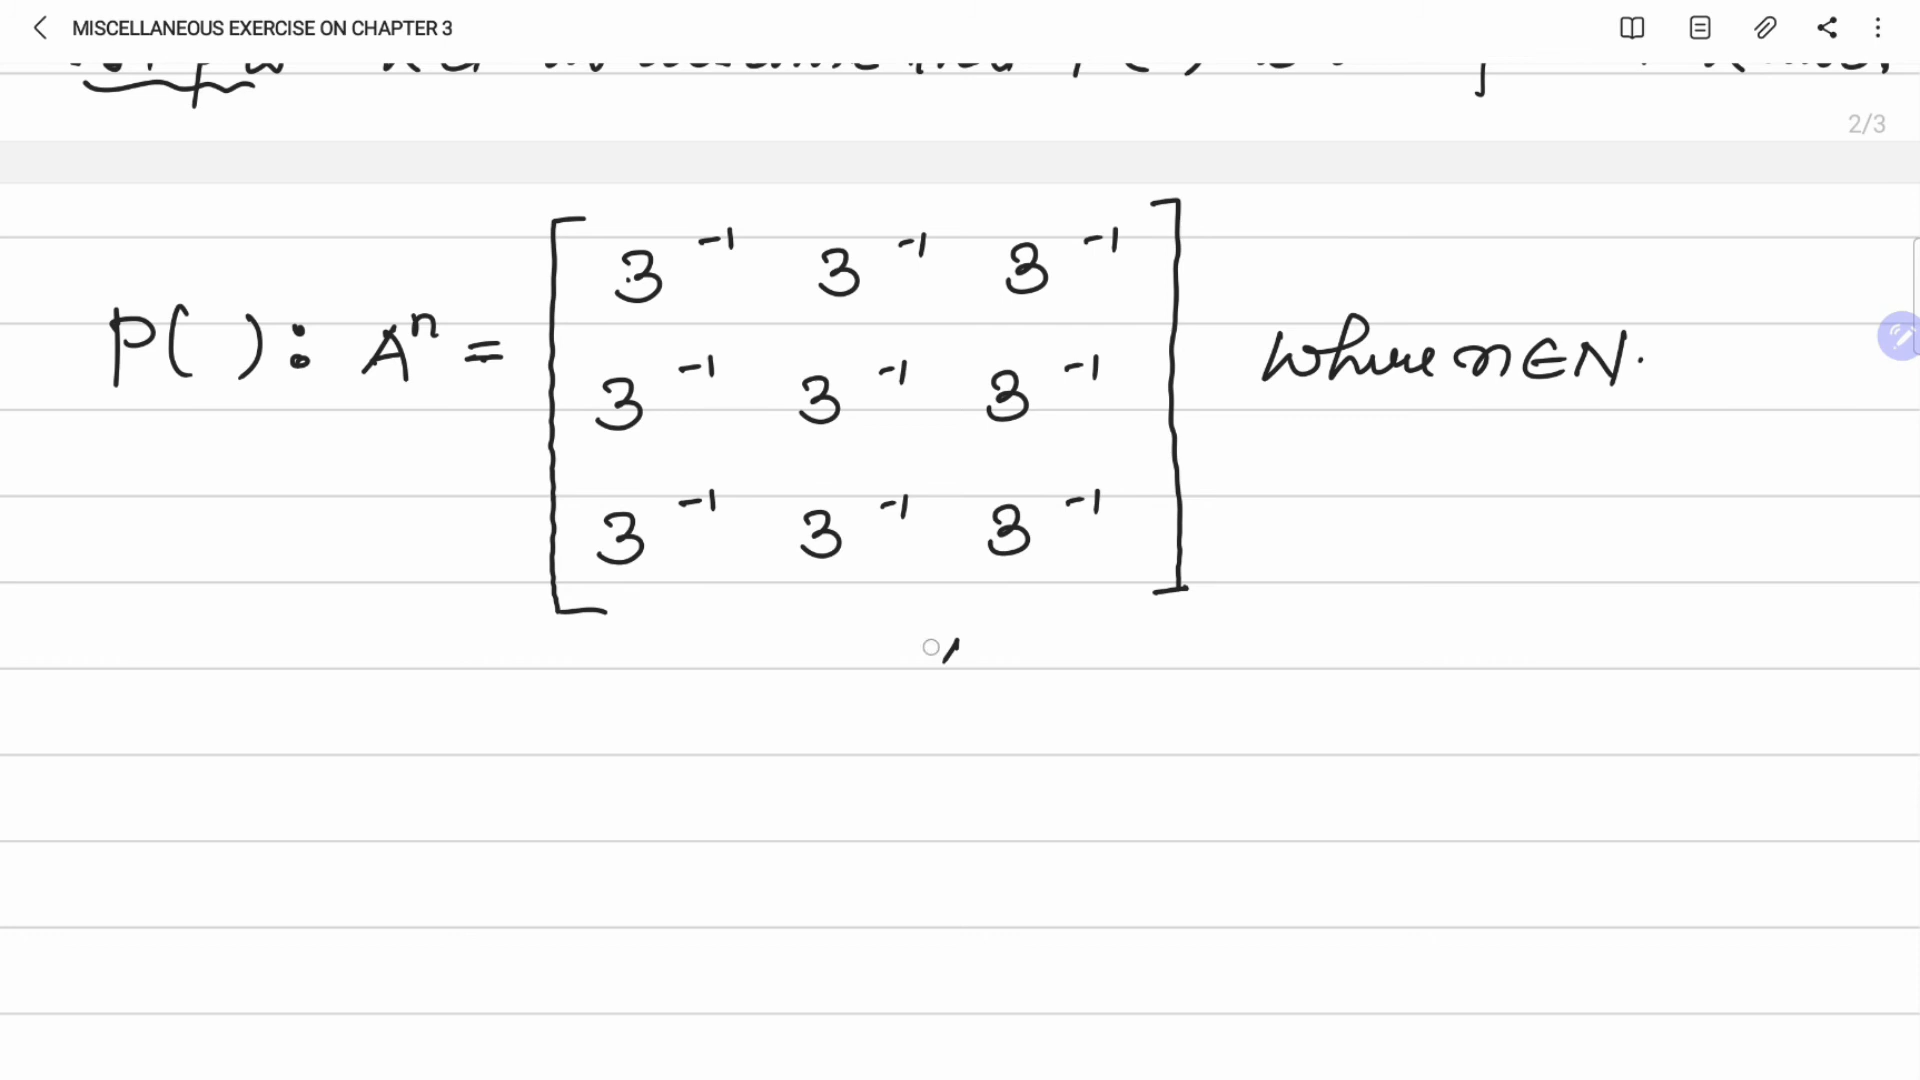 MISCELLANEOUS EXERCISE ON CHAPTER 3
2/3
P( ): Aⁿ = [ 3 ⁻¹ 3 ⁻¹ 3 ⁻¹ ] where n ∈ N.
3 ⁻¹ 3 ⁻¹ 3 ⁻¹
3 ⁻¹ 3 ⁻¹ 3 ⁻¹